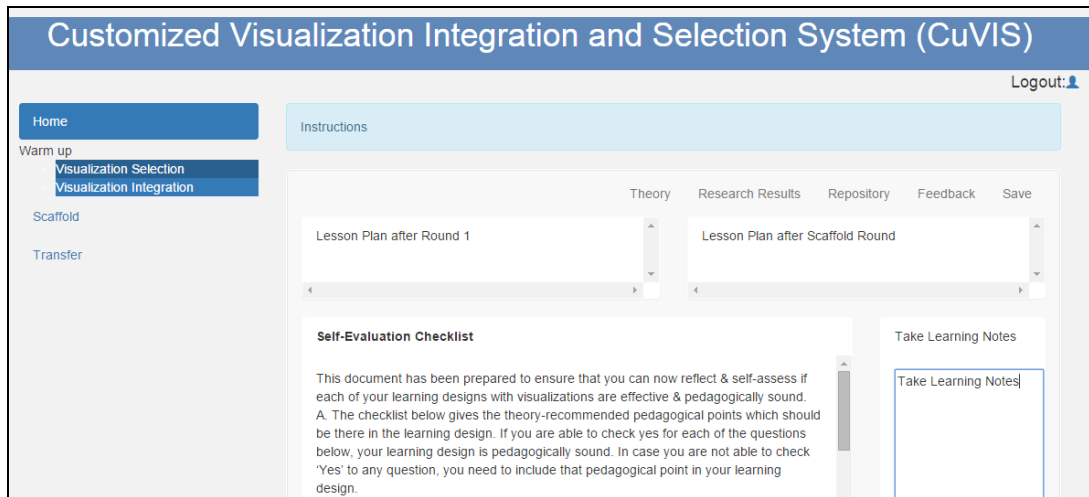 Customized Visualization Integration and Selection System (CuVIS)
Logout:
Home
Instructions
Warm up
Visualization Selection
Visualization Integration
Scaffold
Transfer
Theory Research Results Repository Feedback Save
Lesson Plan after Round 1
Lesson Plan after Scaffold Round
Self-Evaluation Checklist
This document has been prepared to ensure that you can now reflect & self-assess if
each of your learning designs with visualizations are effective & pedagogically sound.
A. The checklist below gives the theory-recommended pedagogical points which should
be there in the learning design. If you are able to check yes for each of the questions
below, your learning design is pedagogically sound. In case you are not able to check
'Yes' to any question, you need to include that pedagogical point in your learning
design.
Take Learning Notes
Take Learning Notes